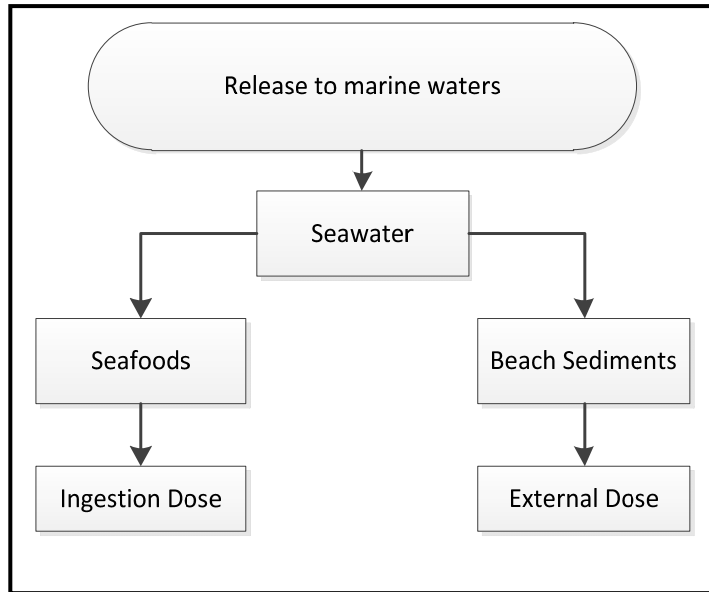 Release to marine waters
Seawater
Seafoods
Beach Sediments
Ingestion Dose
External Dose